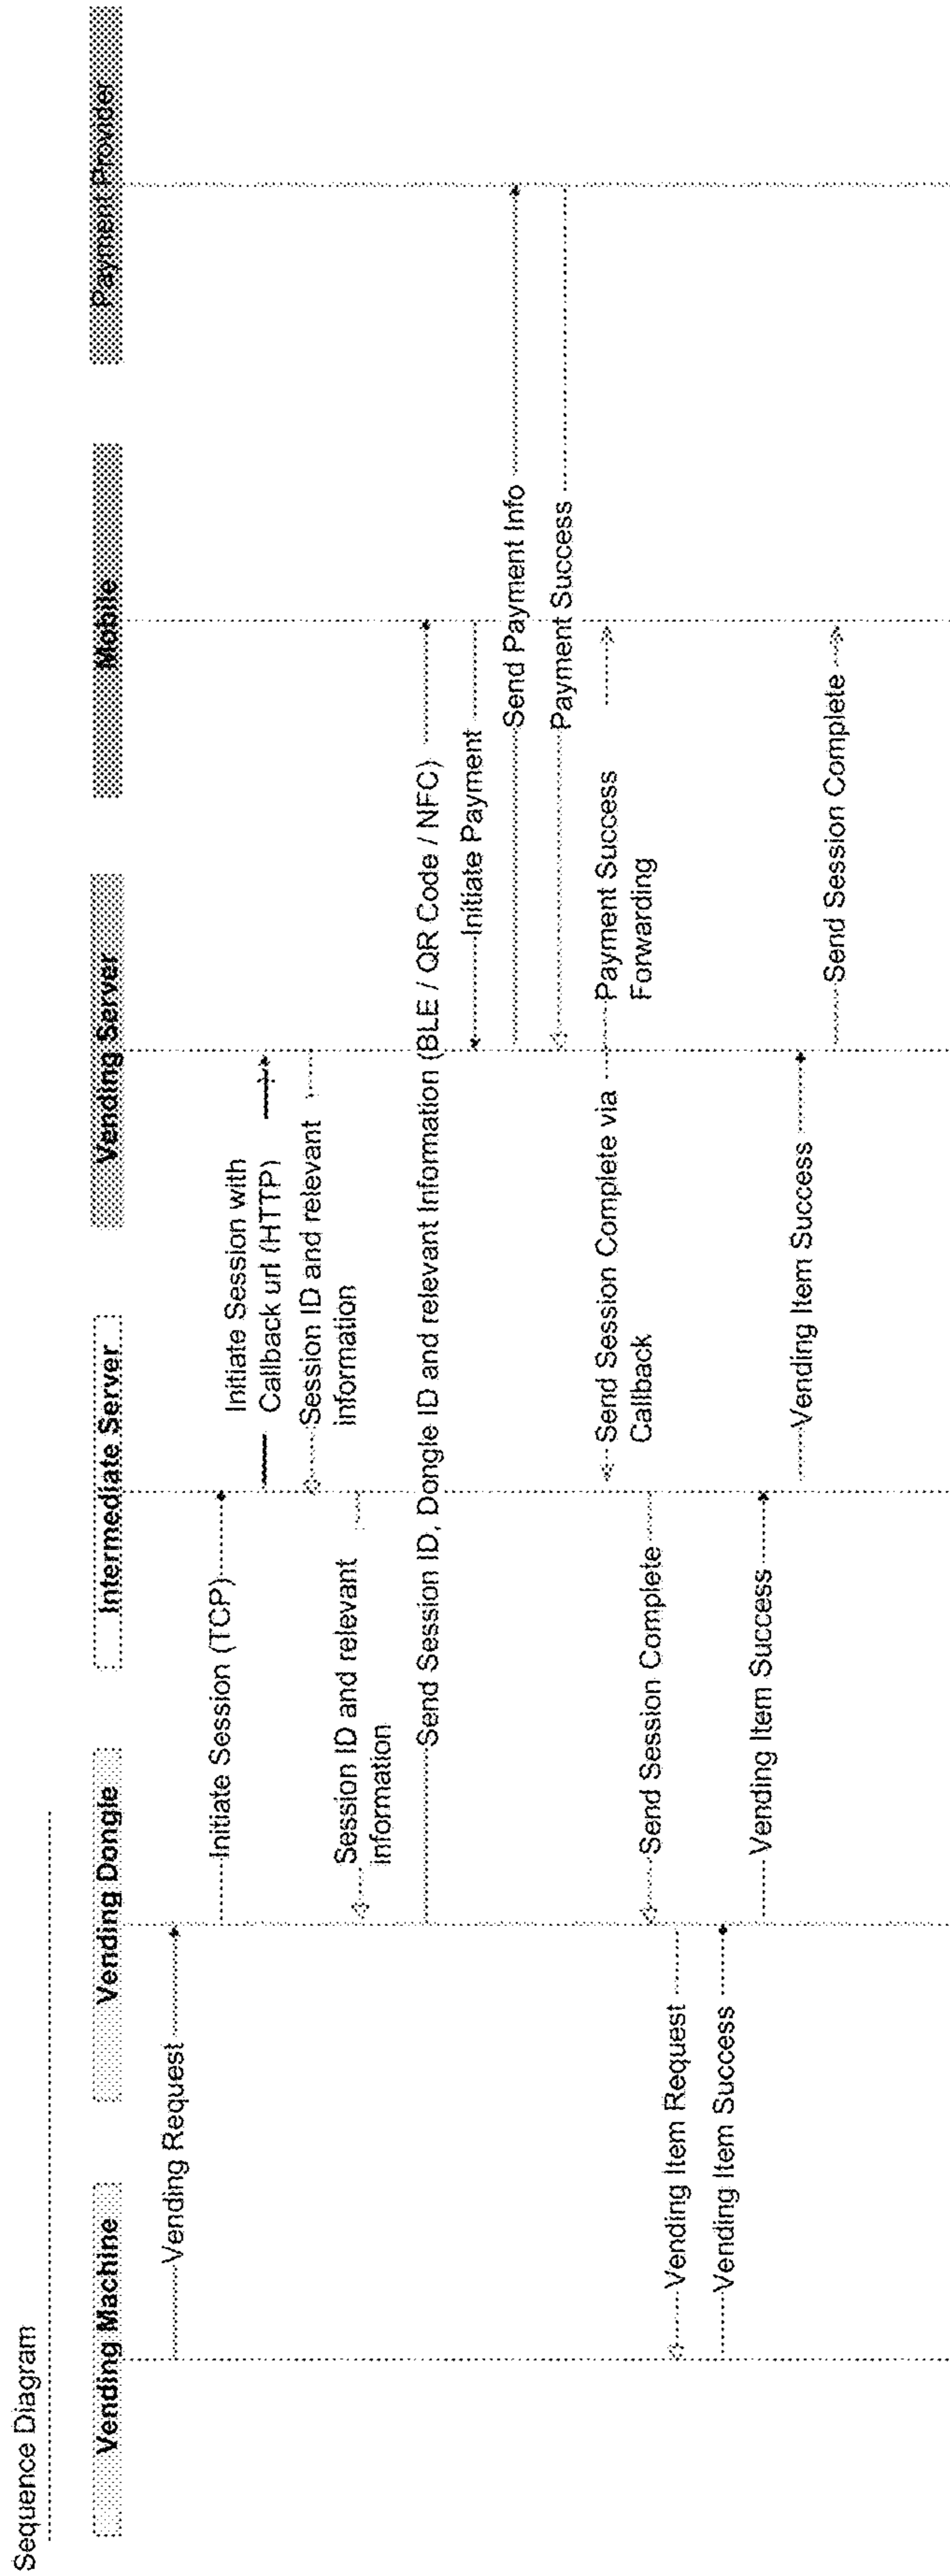 Sequence Diagram
Vending Machine
Vending Dongle
Intermediate Server
Vending Server
Mobile
Payment Provider
Vending Request
Initiate Session (TCP)
Initiate Session with
Callback url (HTTP)
Session ID and relevant
information
Session ID and relevant
information
Send Session ID, Dongle ID and relevant Information (BLE / QR Code / NFC)
Initiate Payment
Send Payment Info
Payment Success
Send Session Complete via
Callback
Payment Success
Forwarding
Send Session Complete
Vending Item Request
Vending Item Success
Vending Item Success
Vending Item Success
Send Session Complete